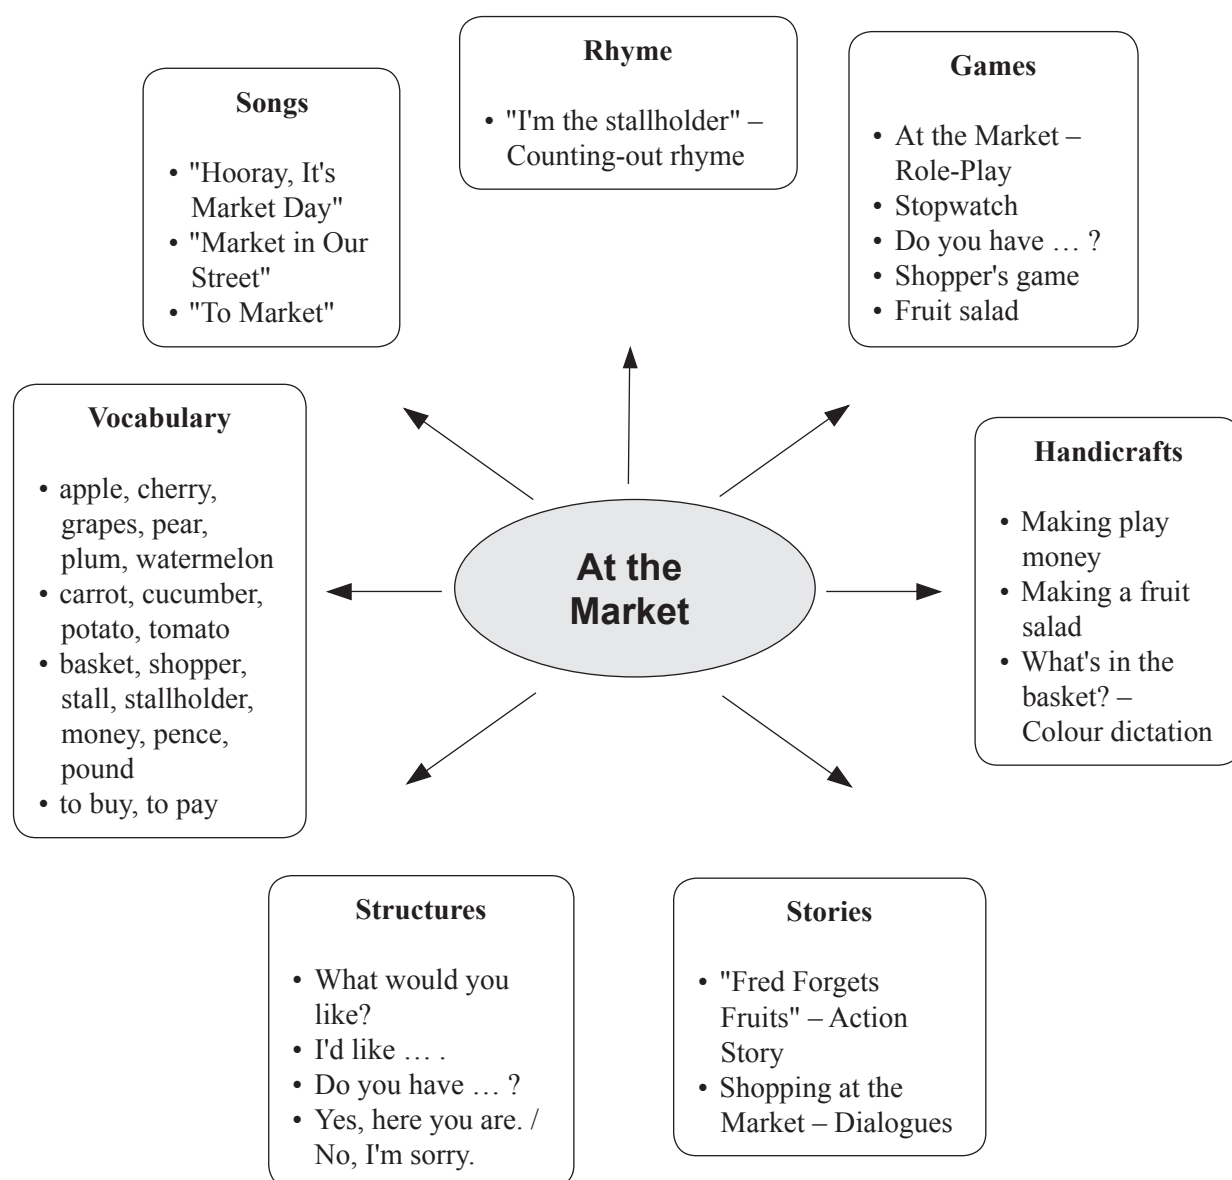 Rhyme
• "I'm the stallholder" –
Counting-out rhyme
Games
• At the Market –
Role-Play
• Stopwatch
• Do you have … ?
• Shopper's game
• Fruit salad
Songs
• "Hooray, It's
Market Day"
• "Market in Our
Street"
• "To Market"
Vocabulary
• apple, cherry,
grapes, pear,
plum, watermelon
• carrot, cucumber,
potato, tomato
• basket, shopper,
stall, stallholder,
money, pence,
pound
• to buy, to pay
At the
Market
Handicrafts
• Making play
money
• Making a fruit
salad
• What's in the
basket? –
Colour dictation
Structures
• What would you
like?
• I'd like … .
• Do you have … ?
• Yes, here you are. /
No, I'm sorry.
Stories
• "Fred Forgets
Fruits" – Action
Story
• Shopping at the
Market – Dialogues